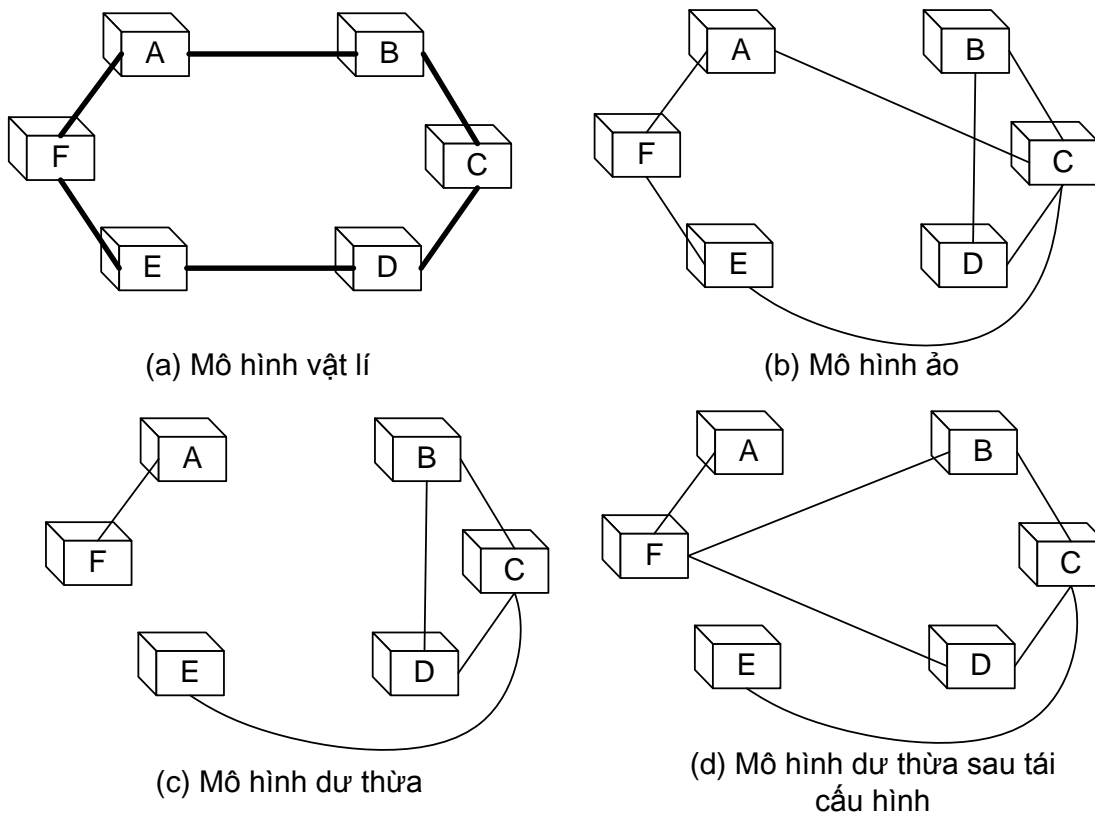 A
B
F
C
E
D
(a) Mô hình vật lí
A
B
F
C
E
D
(b) Mô hình ảo
A
B
F
C
E
D
(c) Mô hình dư thừa
A
B
F
C
E
D
(d) Mô hình dư thừa sau tái
cấu hình